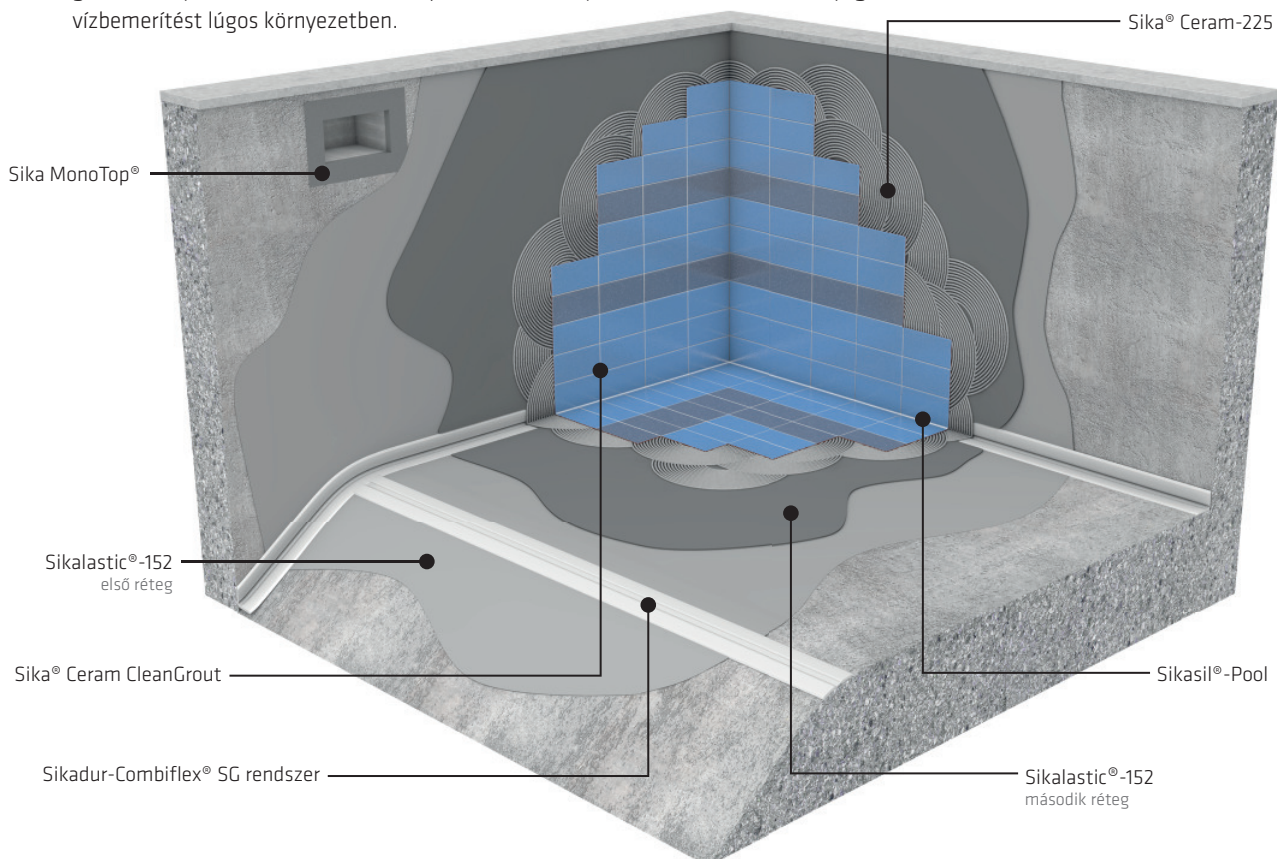 vízbemerítést lúgos környezetben.
Sika® Ceram-225
Sika MonoTop®
Sikalastic®-152
első réteg
Sika® Ceram CleanGrout
Sikasil®-Pool
Sikadur-Combiflex® SG rendszer
Sikalastic®-152
második réteg